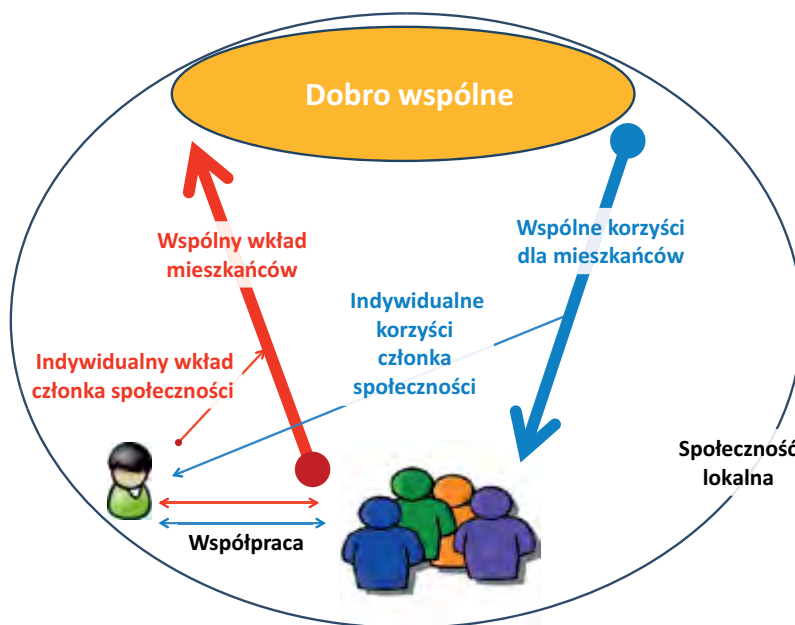 Dobro wspólne
Wspólny wkład
mieszkańców
Wspólne korzyści
dla mieszkańców
Indywidualne
korzyści
członka
społeczności
Indywidualny wkład
członka społeczności
Społeczność
lokalna
Współpraca